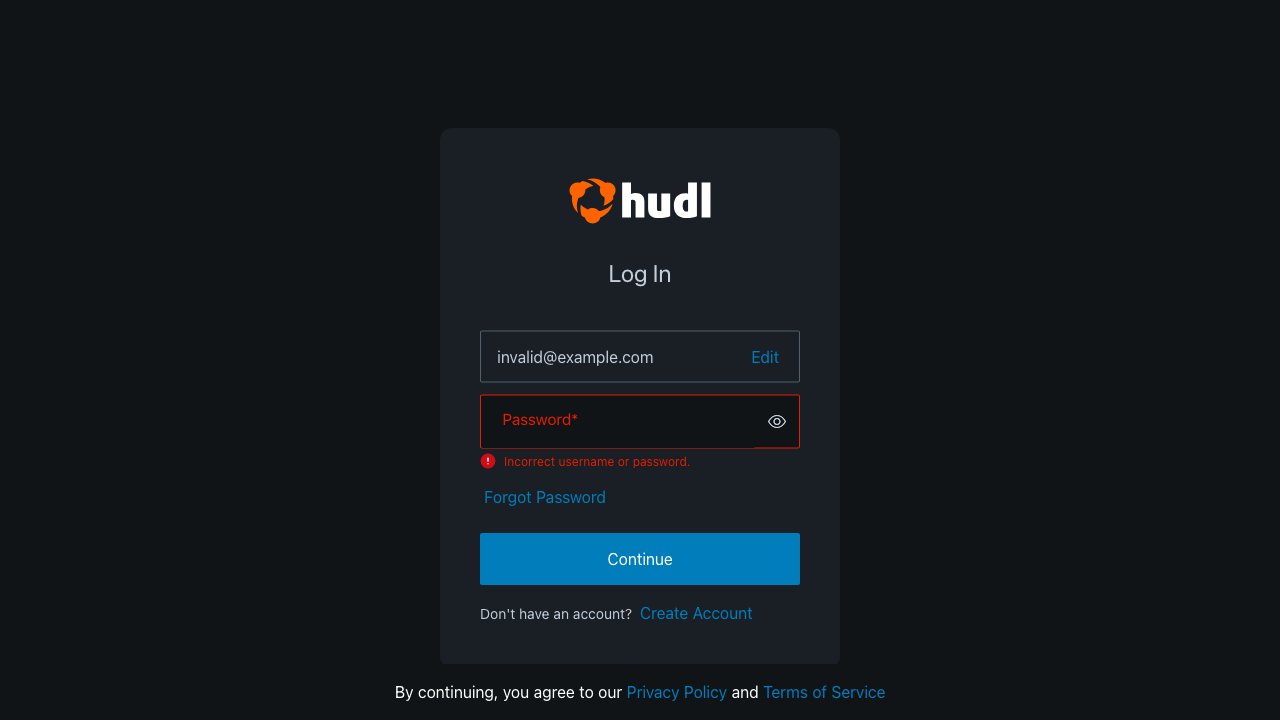 hudl
Log In
invalid@example.com Edit
Password*
Incorrect username or password.
Forgot Password
Continue
Don't have an account? Create Account
By continuing, you agree to our Privacy Policy and Terms of Service